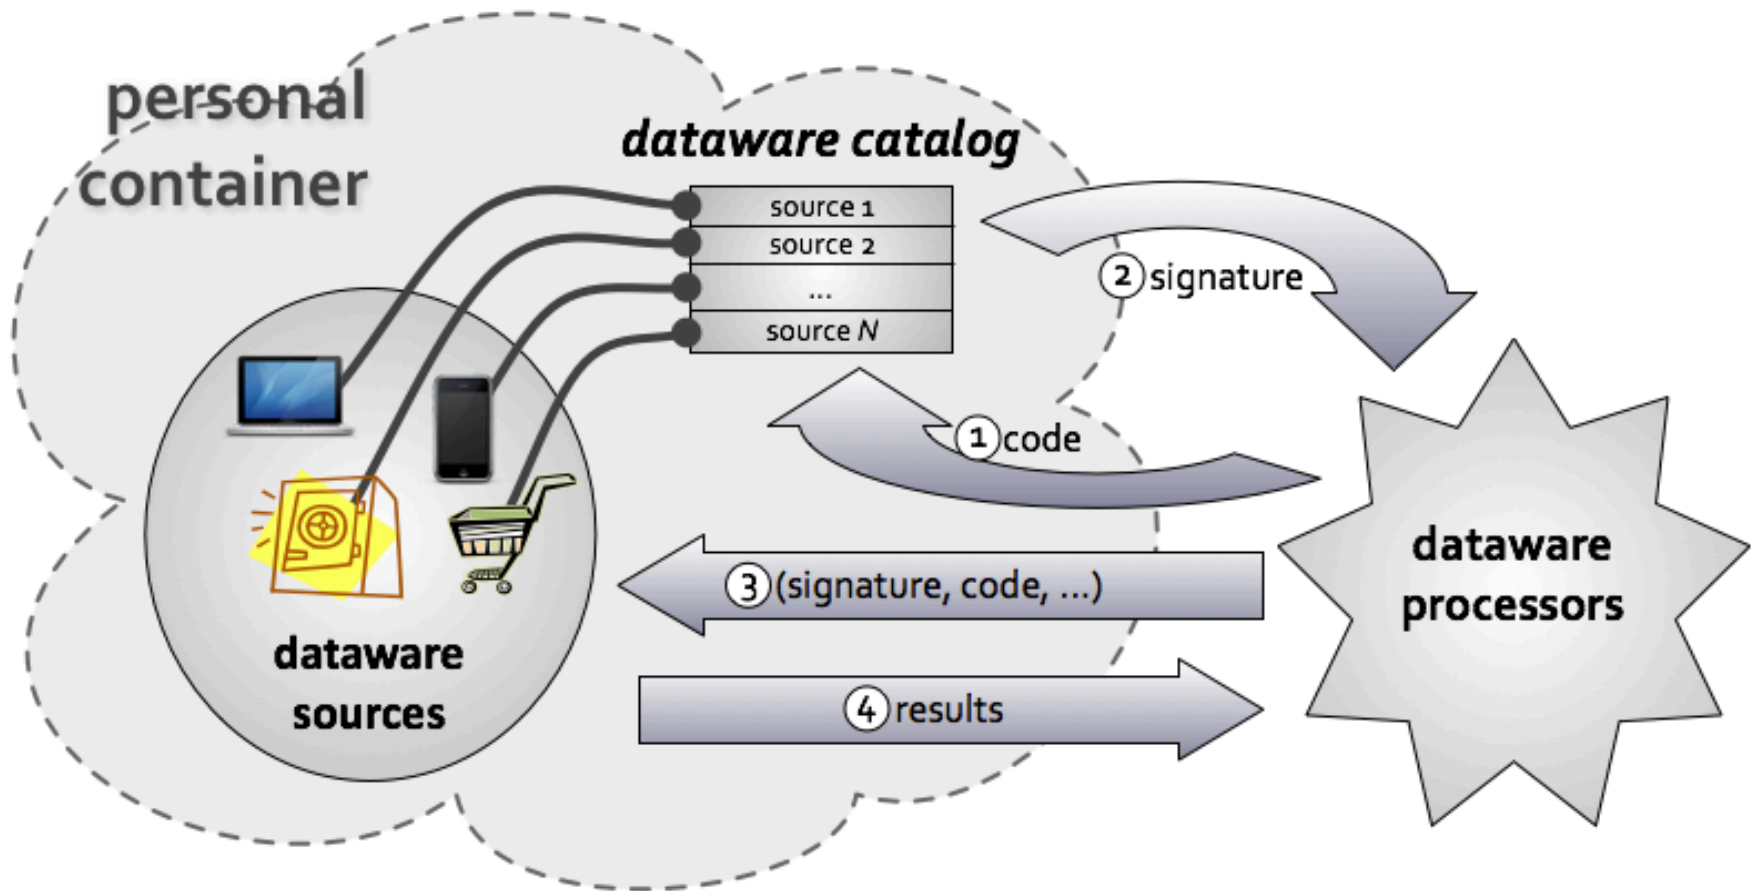 personal
container
dataware catalog
source 1
source 2
...
source N
2 signature
1 code
3 (signature, code, ...)
4 results
dataware
sources
dataware
processors